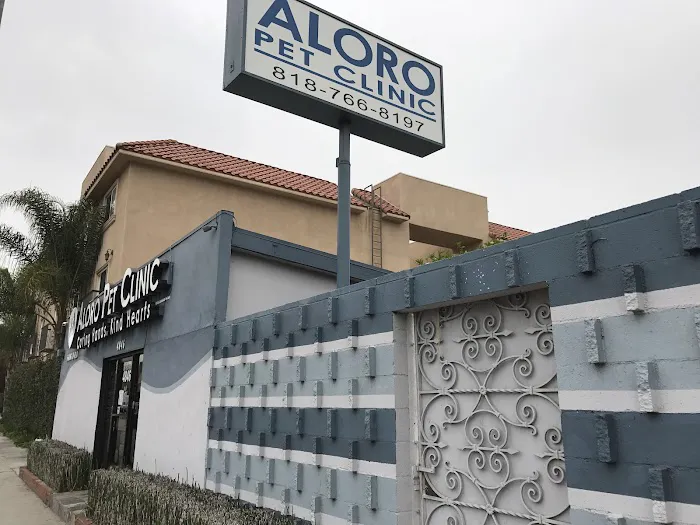 ALORO
PET CLINIC
818-766-8197
ALORO PET CLINIC
Caring Hands, Kind Hearts